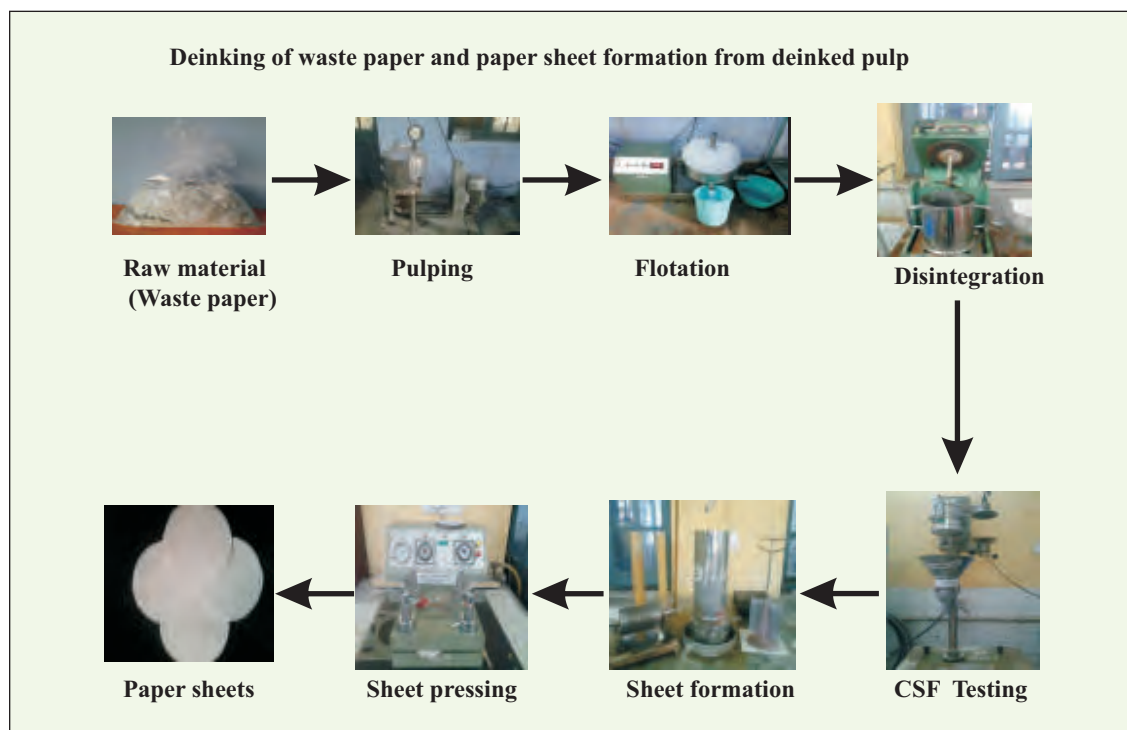 Deinking of waste paper and paper sheet formation from deinked pulp
Raw material
(Waste paper)
Pulping
Flotation
Disintegration
Paper sheets
Sheet pressing
Sheet formation
CSF Testing